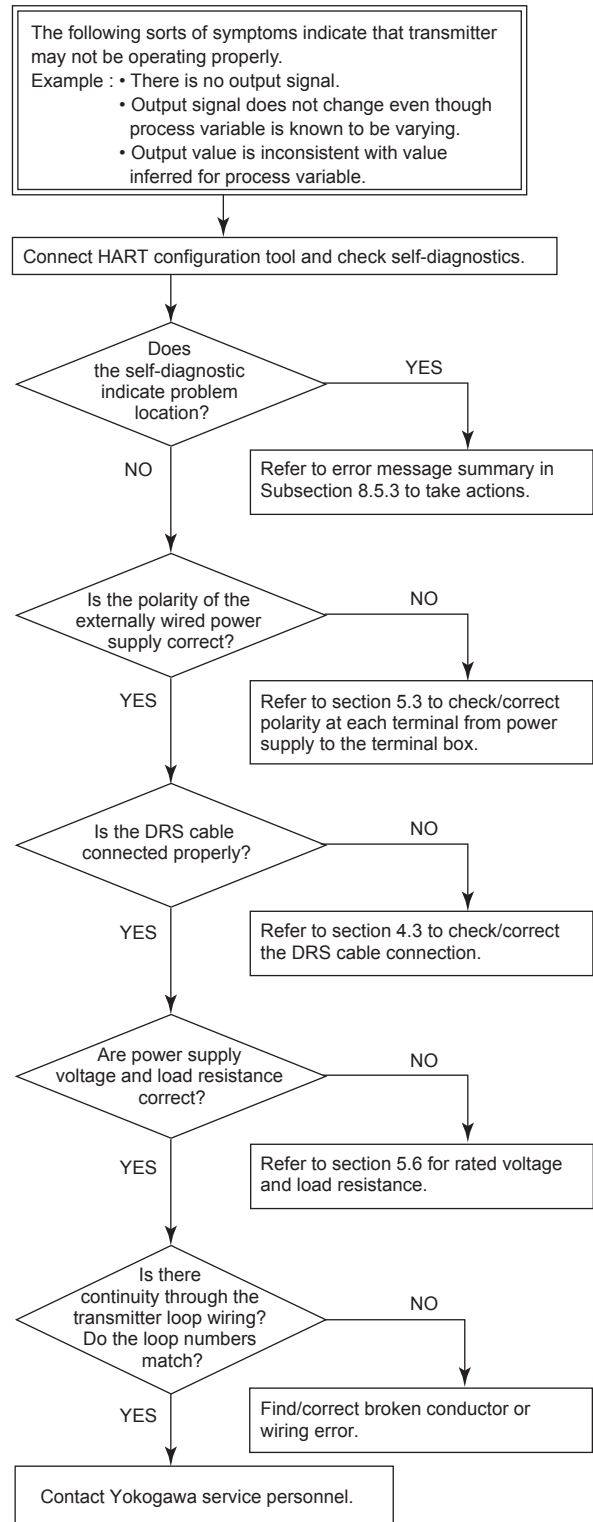 The following sorts of symptoms indicate that transmitter
may not be operating properly.
Example : • There is no output signal.
• Output signal does not change even though
process variable is known to be varying.
• Output value is inconsistent with value
inferred for process variable.
Connect HART configuration tool and check self-diagnostics.
Does
the self-diagnostic
indicate problem
location?
YES
NO
Refer to error message summary in
Subsection 8.5.3 to take actions.
Is the polarity of the
externally wired power
supply correct?
NO
YES
Refer to section 5.3 to check/correct
polarity at each terminal from power
supply to the terminal box.
Is the DRS cable
connected properly?
NO
YES
Refer to section 4.3 to check/correct
the DRS cable connection.
Are power supply
voltage and load resistance
correct?
NO
YES
Refer to section 5.6 for rated voltage
and load resistance.
Is there
continuity through the
transmitter loop wiring?
Do the loop numbers
match?
NO
YES
Find/correct broken conductor or
wiring error.
Contact Yokogawa service personnel.